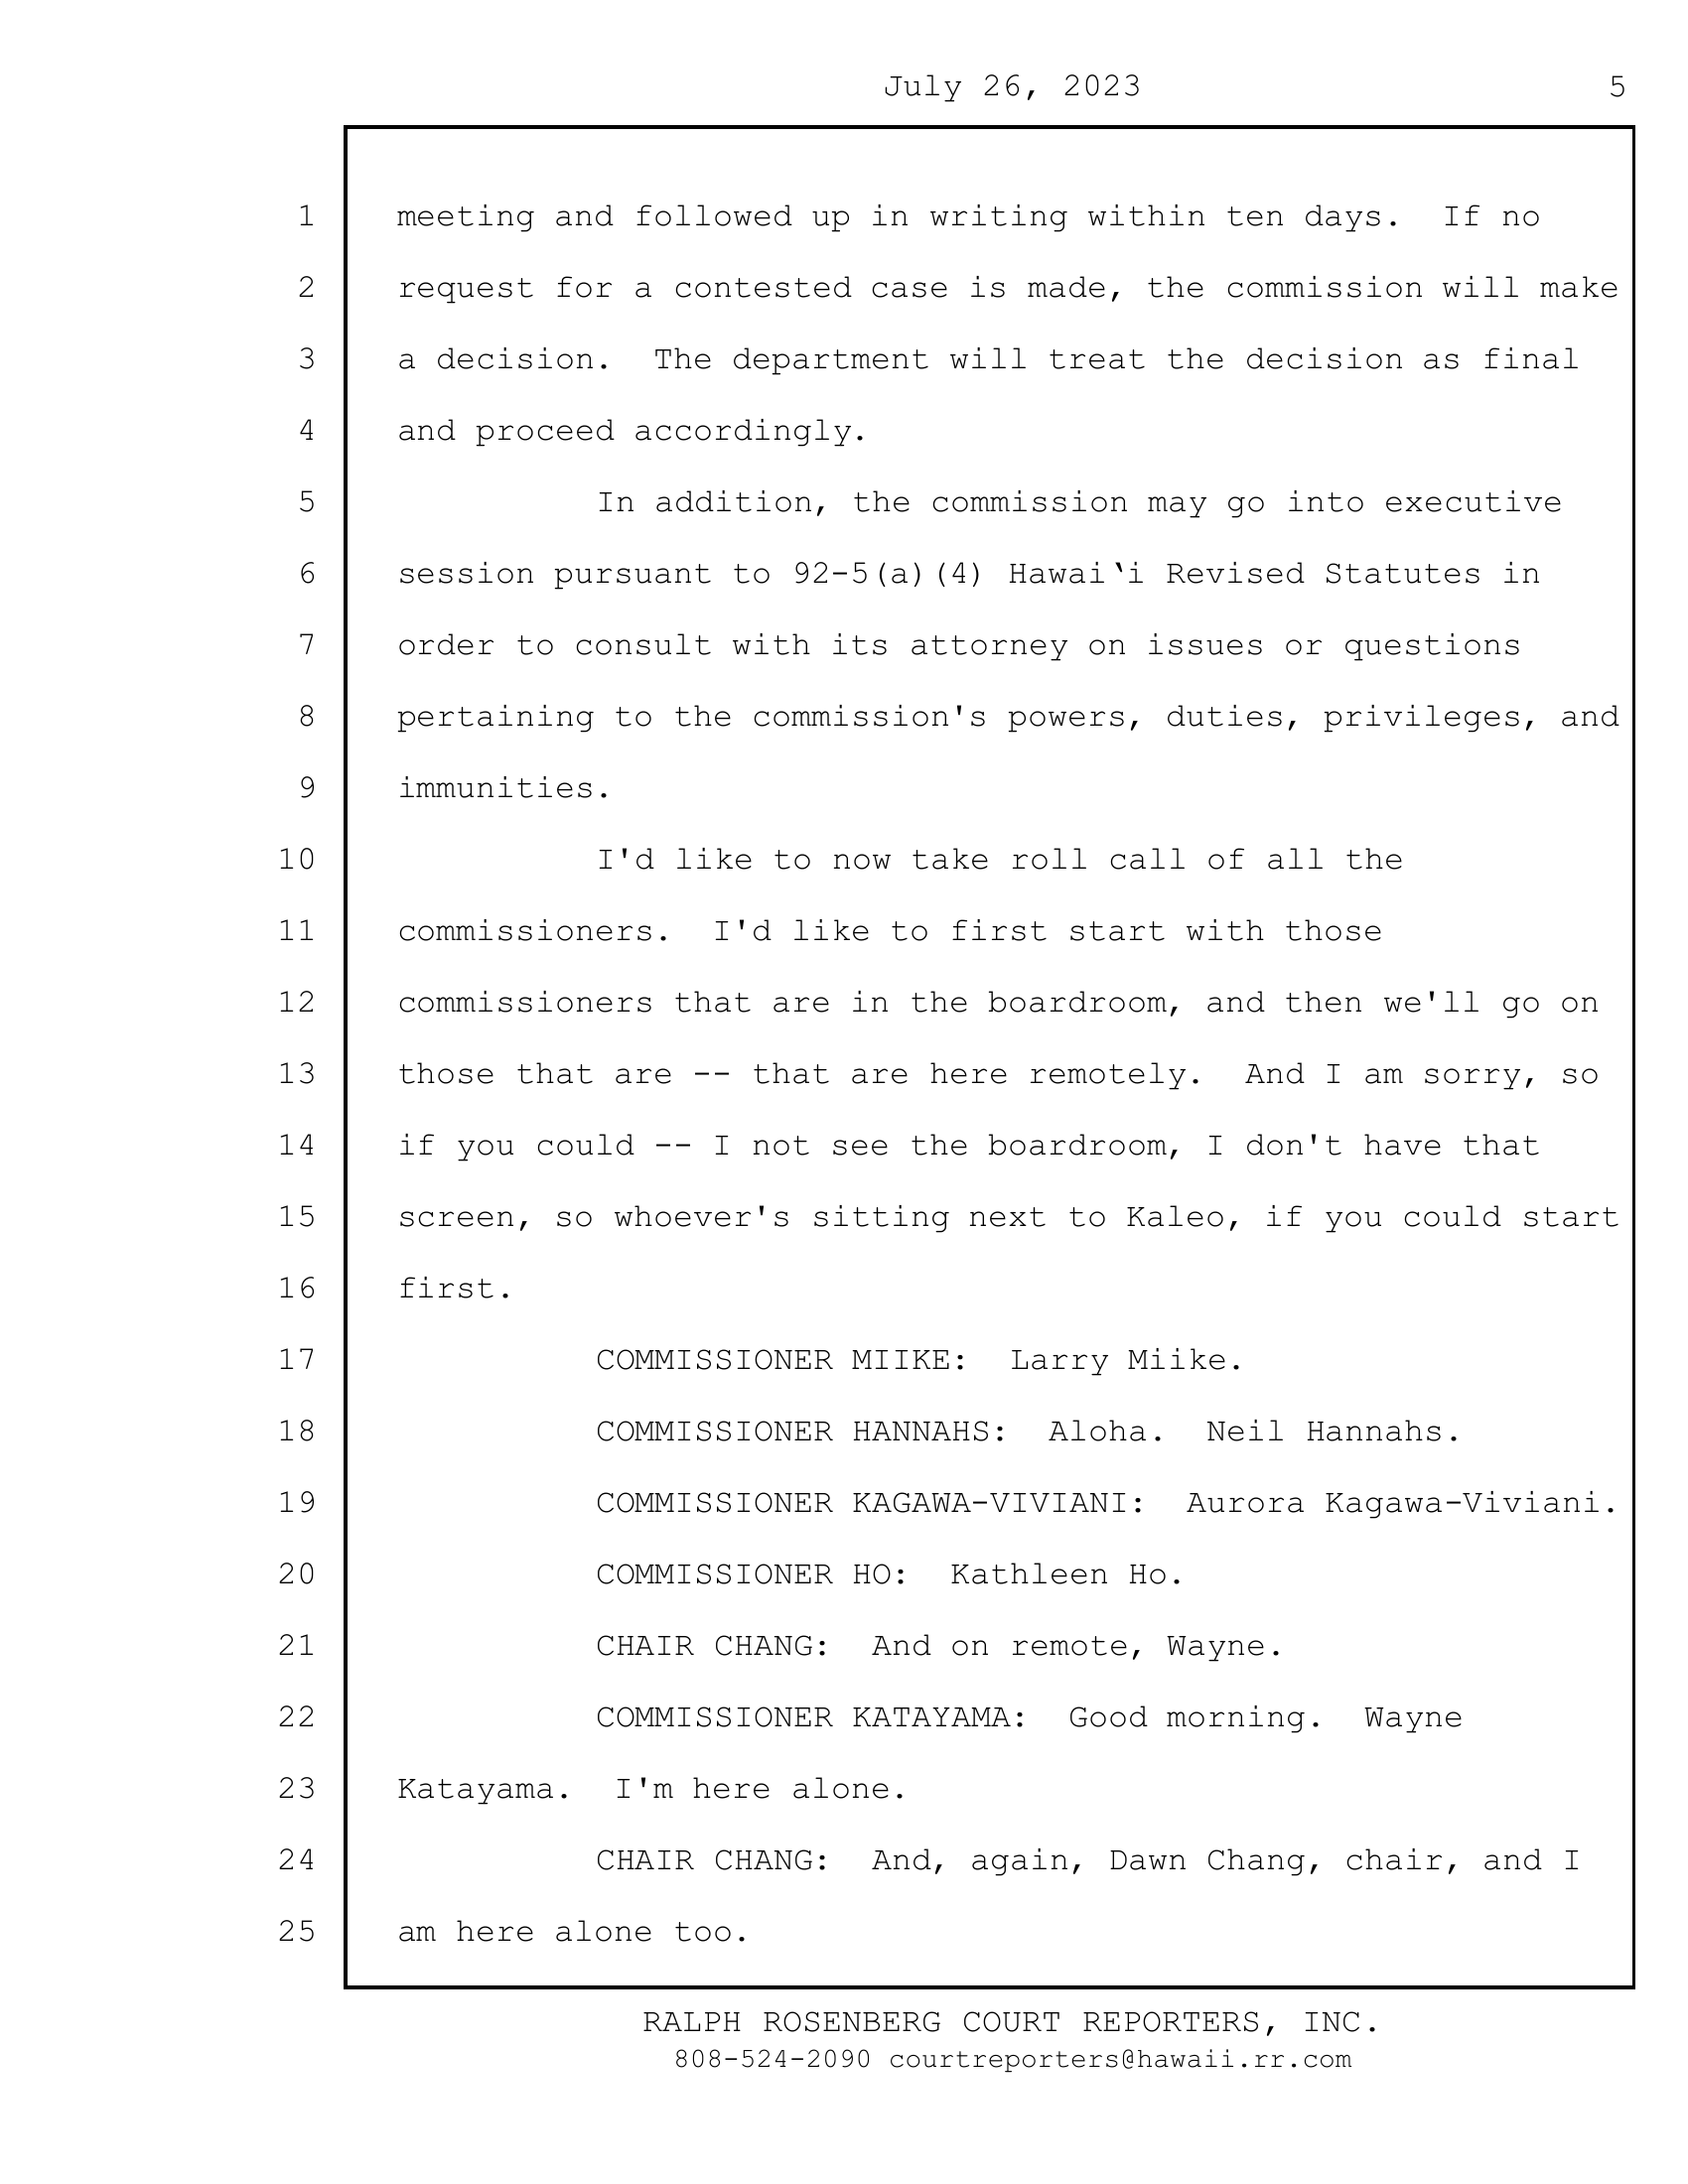 July 26, 2023 5
1 meeting and followed up in writing within ten days.  If no
2 request for a contested case is made, the commission will make
3 a decision.  The department will treat the decision as final
4 and proceed accordingly.
5 In addition, the commission may go into executive
6 session pursuant to 92-5(a)(4) Hawai‘i Revised Statutes in
7 order to consult with its attorney on issues or questions
8 pertaining to the commission's powers, duties, privileges, and
9 immunities.
10 I'd like to now take roll call of all the
11 commissioners.  I'd like to first start with those
12 commissioners that are in the boardroom, and then we'll go on
13 those that are -- that are here remotely.  And I am sorry, so
14 if you could -- I not see the boardroom, I don't have that
15 screen, so whoever's sitting next to Kaleo, if you could start
16 first.
17 COMMISSIONER MIIKE:  Larry Miike.
18 COMMISSIONER HANNAHS:  Aloha.  Neil Hannahs.
19 COMMISSIONER KAGAWA-VIVIANI:  Aurora Kagawa-Viviani.
20 COMMISSIONER HO:  Kathleen Ho.
21 CHAIR CHANG:  And on remote, Wayne.
22 COMMISSIONER KATAYAMA:  Good morning.  Wayne
23 Katayama.  I'm here alone.
24 CHAIR CHANG:  And, again, Dawn Chang, chair, and I
25 am here alone too.
RALPH ROSENBERG COURT REPORTERS, INC.
808-524-2090 courtreporters@hawaii.rr.com